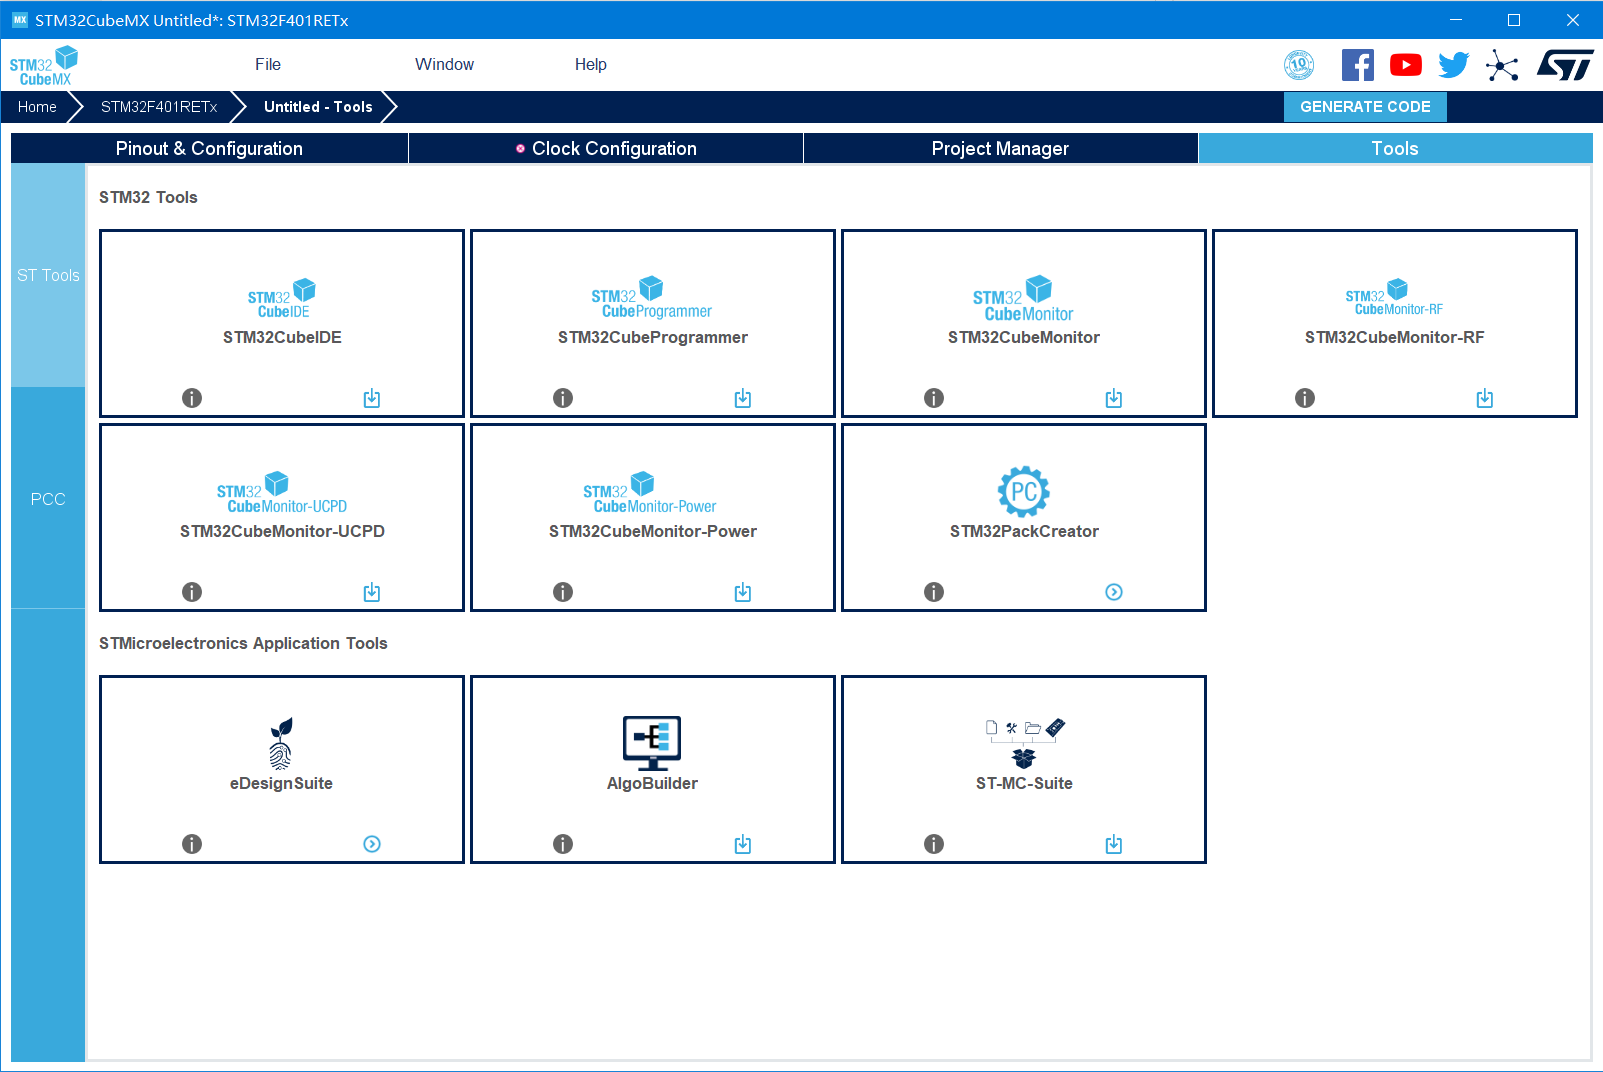 MX STM32CubeMX Untitled*: STM32F401RETx
STM32
CubeMX
File
Window
Help
10
Home
STM32F401RETx
Untitled - Tools
GENERATE CODE
Pinout & Configuration
Clock Configuration
Project Manager
Tools
ST Tools
PCC
STM32 Tools
STM32
CubeIDE
STM32CubeIDE
STM32
CubeProgrammer
STM32CubeProgrammer
STM32
CubeMonitor
STM32CubeMonitor
STM32
CubeMonitor-RF
STM32CubeMonitor-RF
STM32
CubeMonitor-UCPD
STM32CubeMonitor-UCPD
STM32
CubeMonitor-Power
STM32CubeMonitor-Power
PC
STM32PackCreator
STMicroelectronics Application Tools
eDesignSuite
AlgoBuilder
ST-MC-Suite